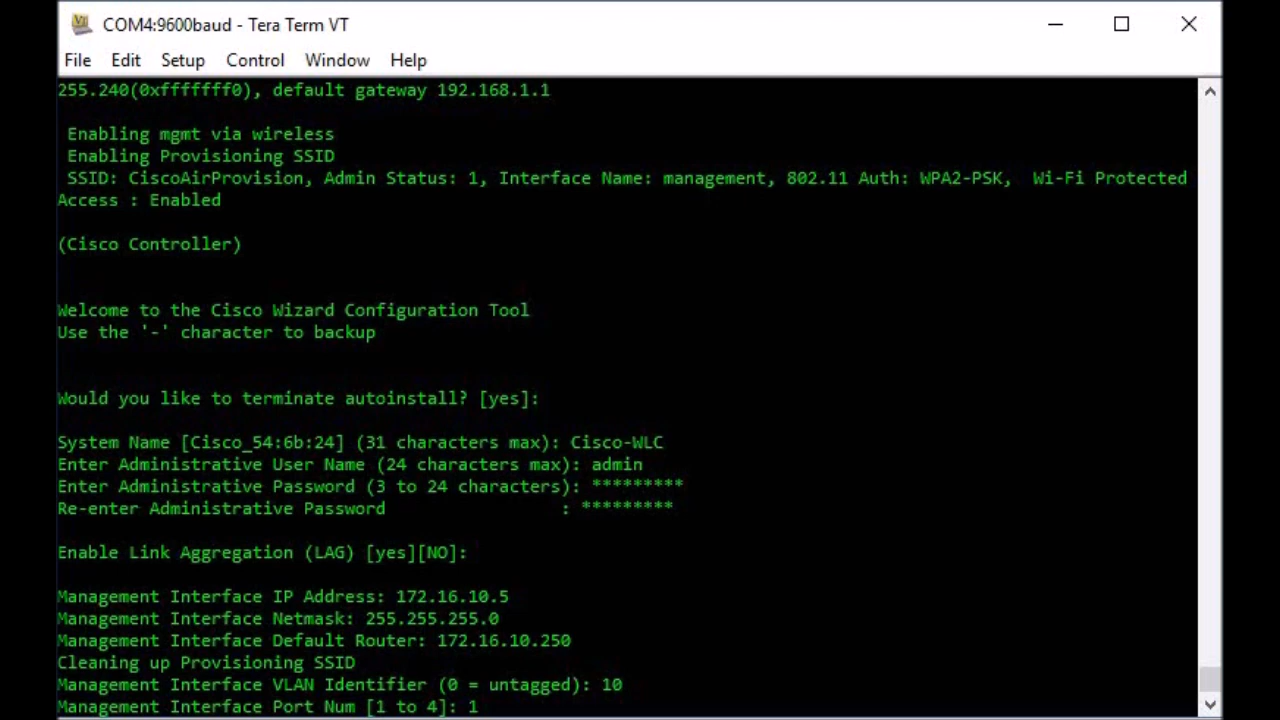 COM4:9600baud - Tera Term VT
File Edit Setup Control Window Help
255.240(0xfffffff0), default gateway 192.168.1.1
Enabling mgmt via wireless
Enabling Provisioning SSID
SSID: CiscoAirProvision, Admin Status: 1, Interface Name: management, 802.11 Auth: WPA2-PSK,  Wi-Fi Protected
Access : Enabled
(Cisco Controller)
Welcome to the Cisco Wizard Configuration Tool
Use the '-' character to backup
Would you like to terminate autoinstall? [yes]:
System Name [Cisco_54:6b:24] (31 characters max): Cisco-WLC
Enter Administrative User Name (24 characters max): admin
Enter Administrative Password (3 to 24 characters): *********
Re-enter Administrative Password                 : *********
Enable Link Aggregation (LAG) [yes][NO]:
Management Interface IP Address: 172.16.10.5
Management Interface Netmask: 255.255.255.0
Management Interface Default Router: 172.16.10.250
Cleaning up Provisioning SSID
Management Interface VLAN Identifier (0 = untagged): 10
Management Interface Port Num [1 to 4]: 1